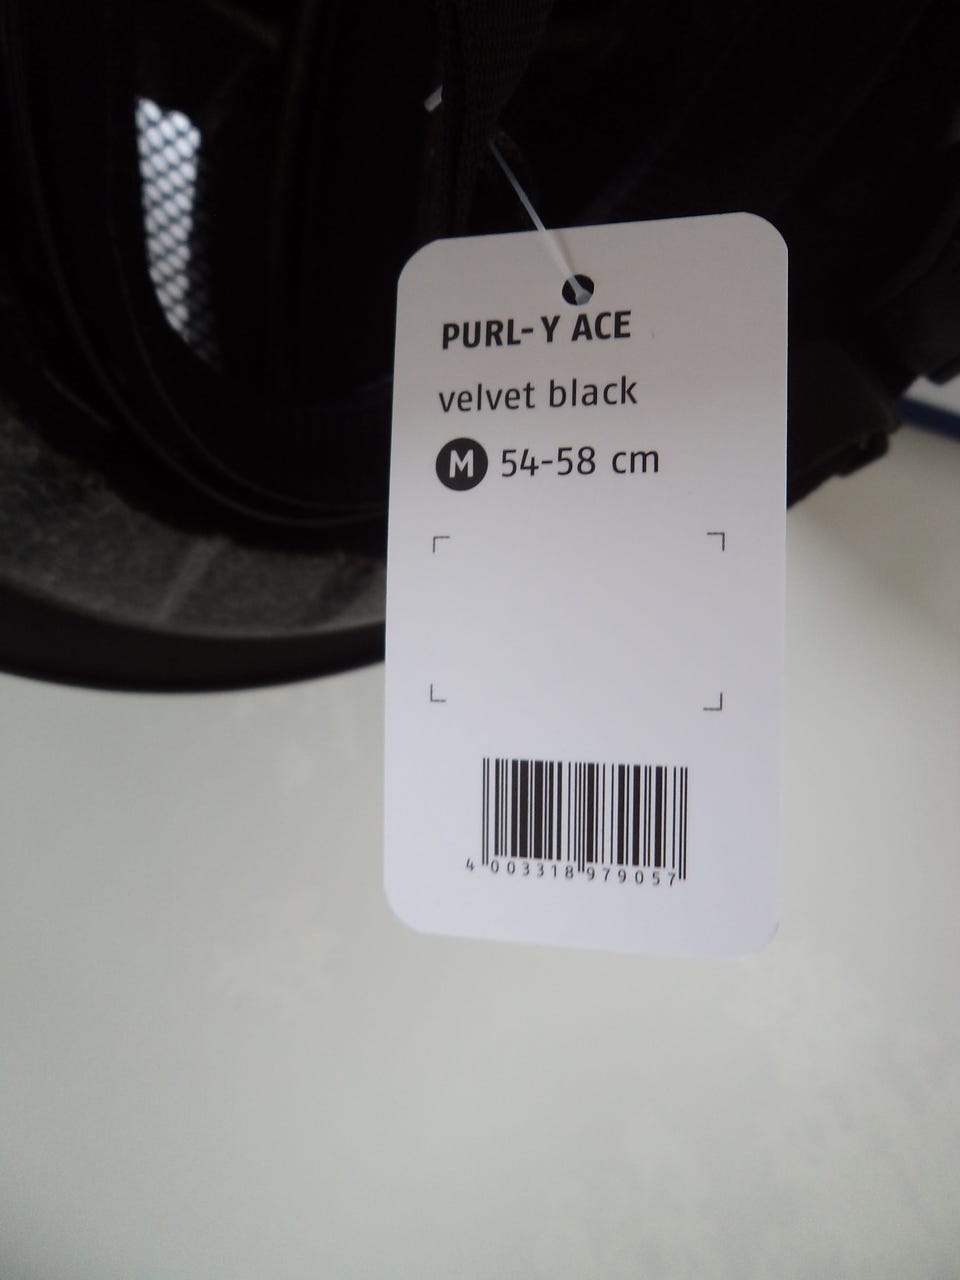 PURL-Y ACE
velvet black
M 54-58 cm
4 003318 979057